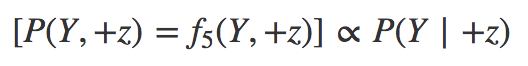 [P(Y, +z) = f₅(Y, +z)] ∝ P(Y | +z)